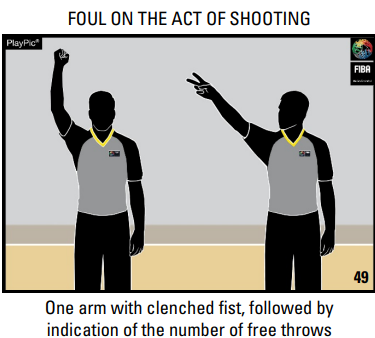 FOUL ON THE ACT OF SHOOTING
PlayPic®
FIBA
49
One arm with clenched fist, followed by
indication of the number of free throws